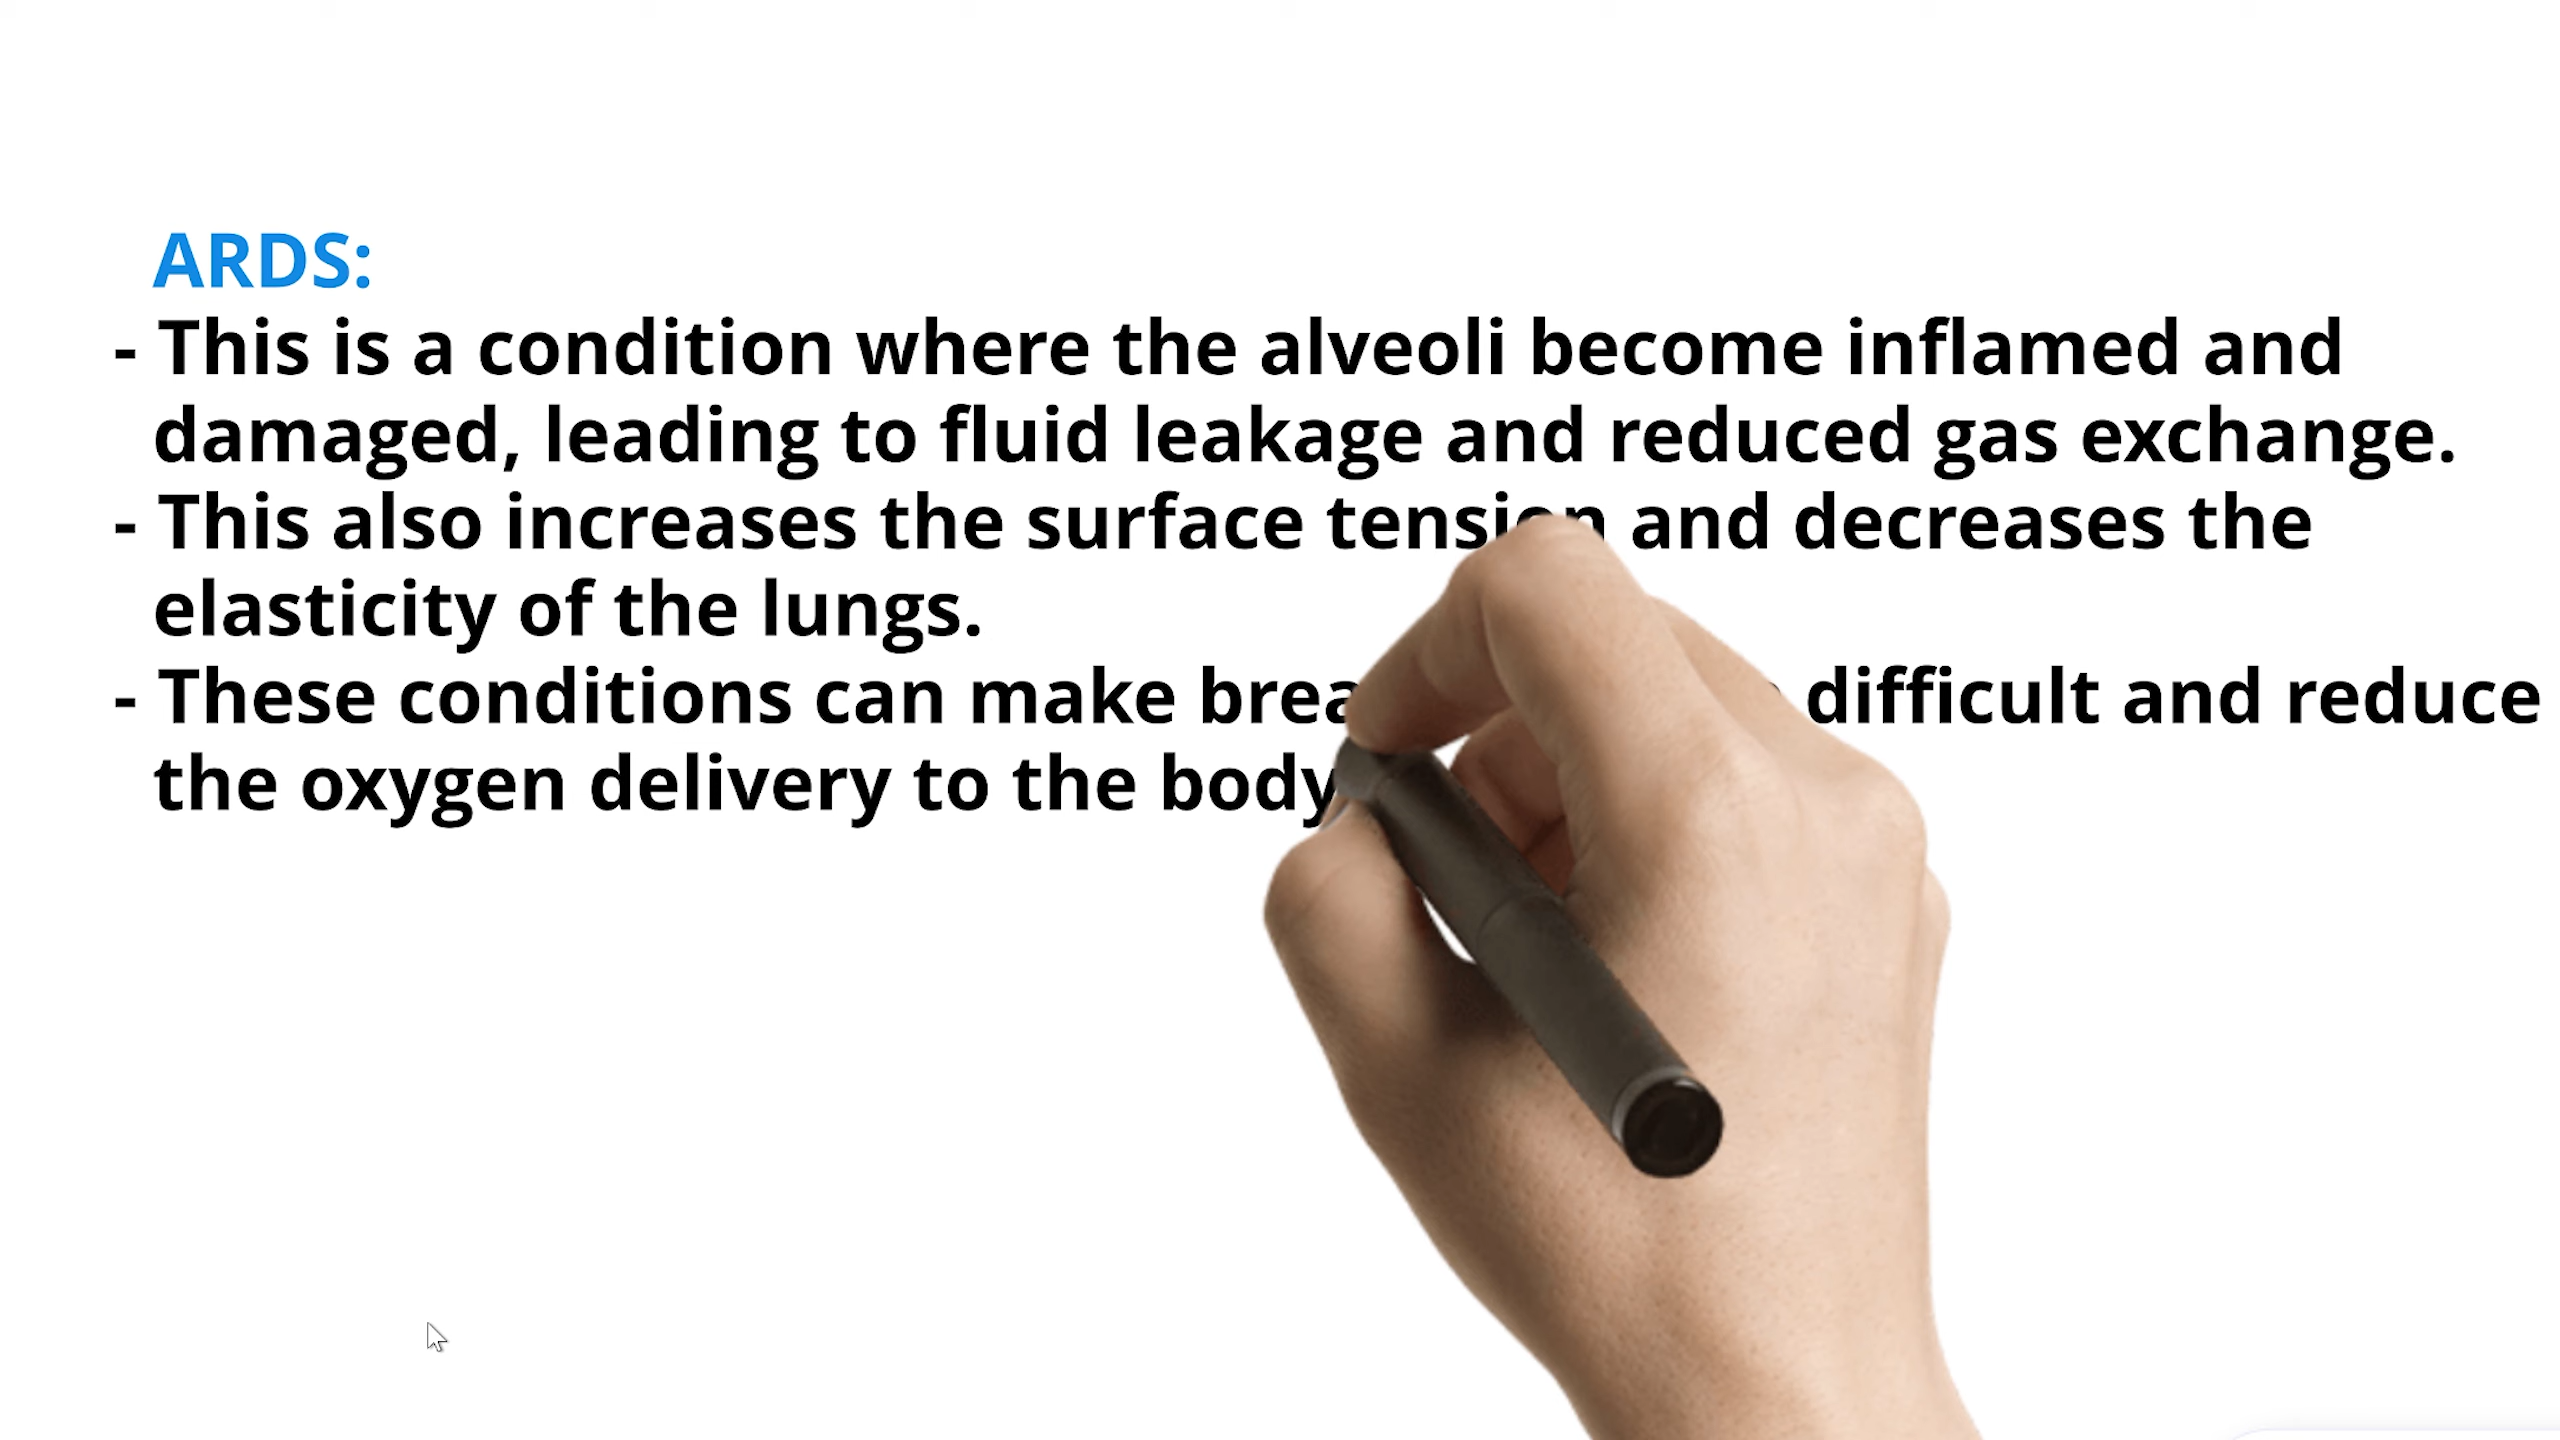 ARDS:
- This is a condition where the alveoli become inflamed and
damaged, leading to fluid leakage and reduced gas exchange.
- This also increases the surface tension and decreases the
elasticity of the lungs.
- These conditions can make difficult and reduce
the oxygen delivery to the body